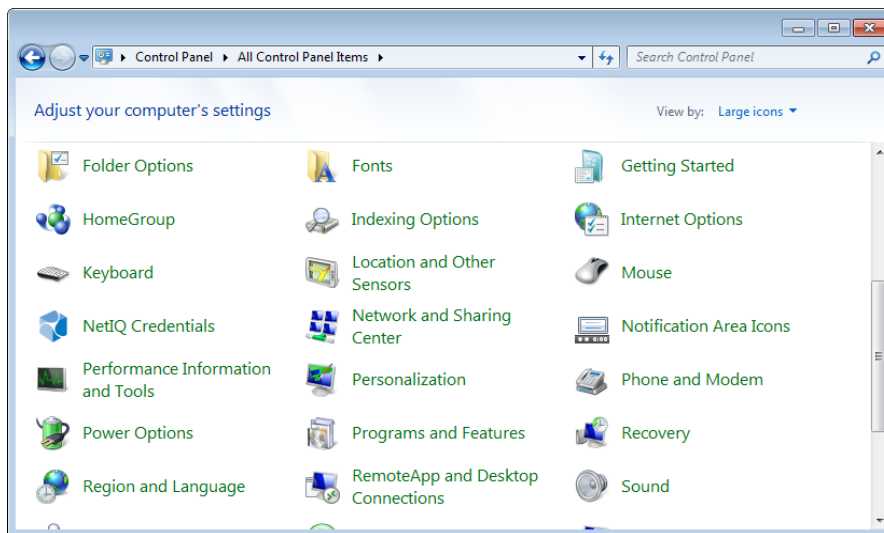 Control Panel All Control Panel Items
Search Control Panel
Adjust your computer's settings
View by: Large icons
Folder Options
Fonts
Getting Started
HomeGroup
Indexing Options
Internet Options
Keyboard
Location and Other
Sensors
Mouse
NetIQ Credentials
Network and Sharing
Center
Notification Area Icons
Performance Information
and Tools
Personalization
Phone and Modem
Power Options
Programs and Features
Recovery
Region and Language
RemoteApp and Desktop
Connections
Sound